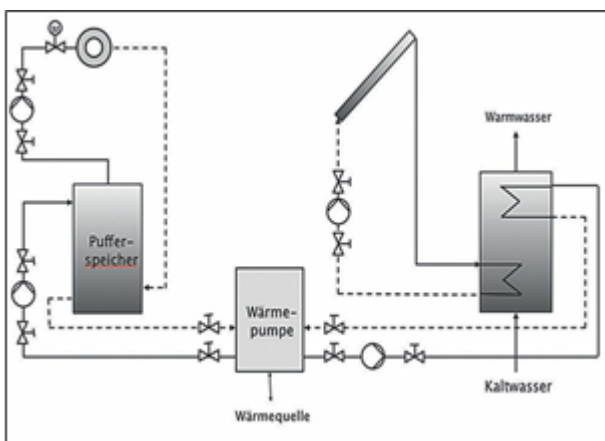 Warmwasser
Puffer-
speicher
Wärme-
pumpe
Kaltwasser
Wärmequelle